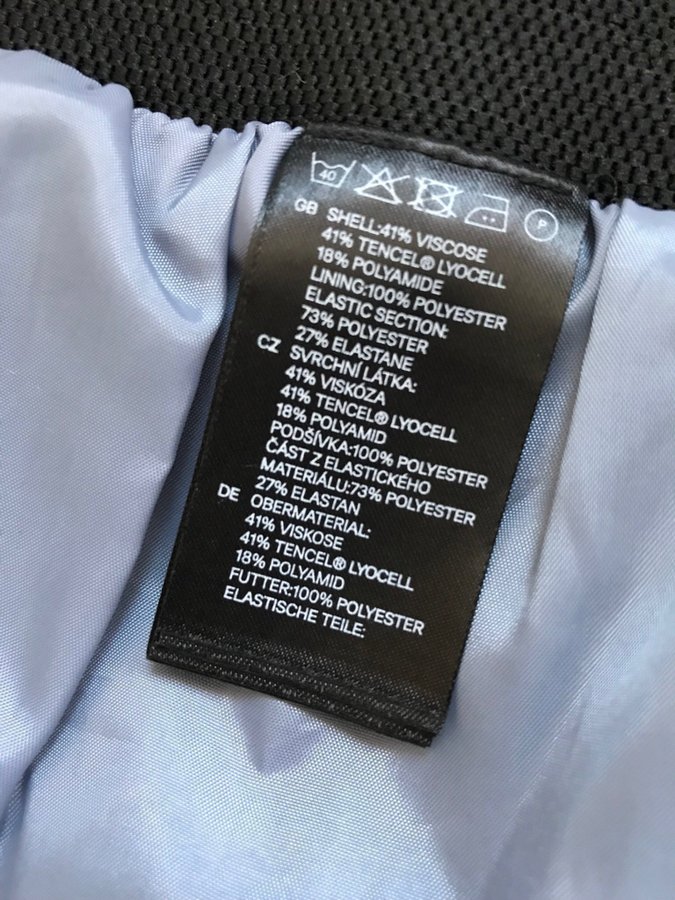 40
P
GB SHELL:41% VISCOSE
41% TENCEL® LYOCELL
18% POLYAMIDE
LINING:100% POLYESTER
ELASTIC SECTION:
73% POLYESTER
27% ELASTANE
CZ SVRCHNÍ LÁTKA:
41% VISKÓZA
41% TENCEL® LYOCELL
18% POLYAMID
PODŠÍVKA:100% POLYESTER
ČÁST Z ELASTICKÉHO
MATERIÁLU:73% POLYESTER
27% ELASTAN
DE OBERMATERIAL:
41% VISKOSE
41% TENCEL® LYOCELL
18% POLYAMID
FUTTER:100% POLYESTER
ELASTISCHE TEILE: